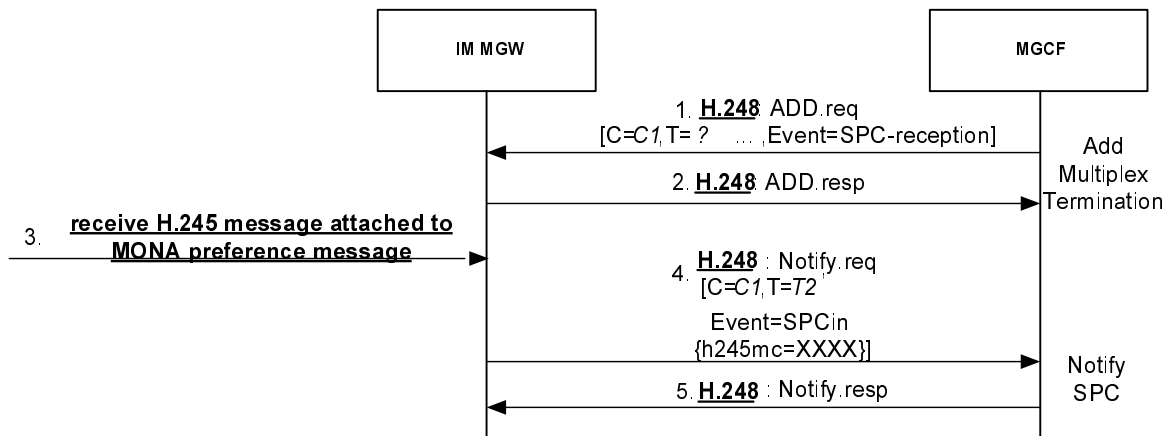 IM MGW
MGCF
1. H.248: ADD.req
[C=C1,T= ? ... ,Event=SPC-reception]
Add
Multiplex
Termination
2. H.248: ADD.resp
3. receive H.245 message attached to
MONA preference message
4. H.248 : Notify.req
[C=C1,T=T2 ,
Event=SPCin
{h245mc=XXXX}]
Notify
SPC
5. H.248 : Notify.resp